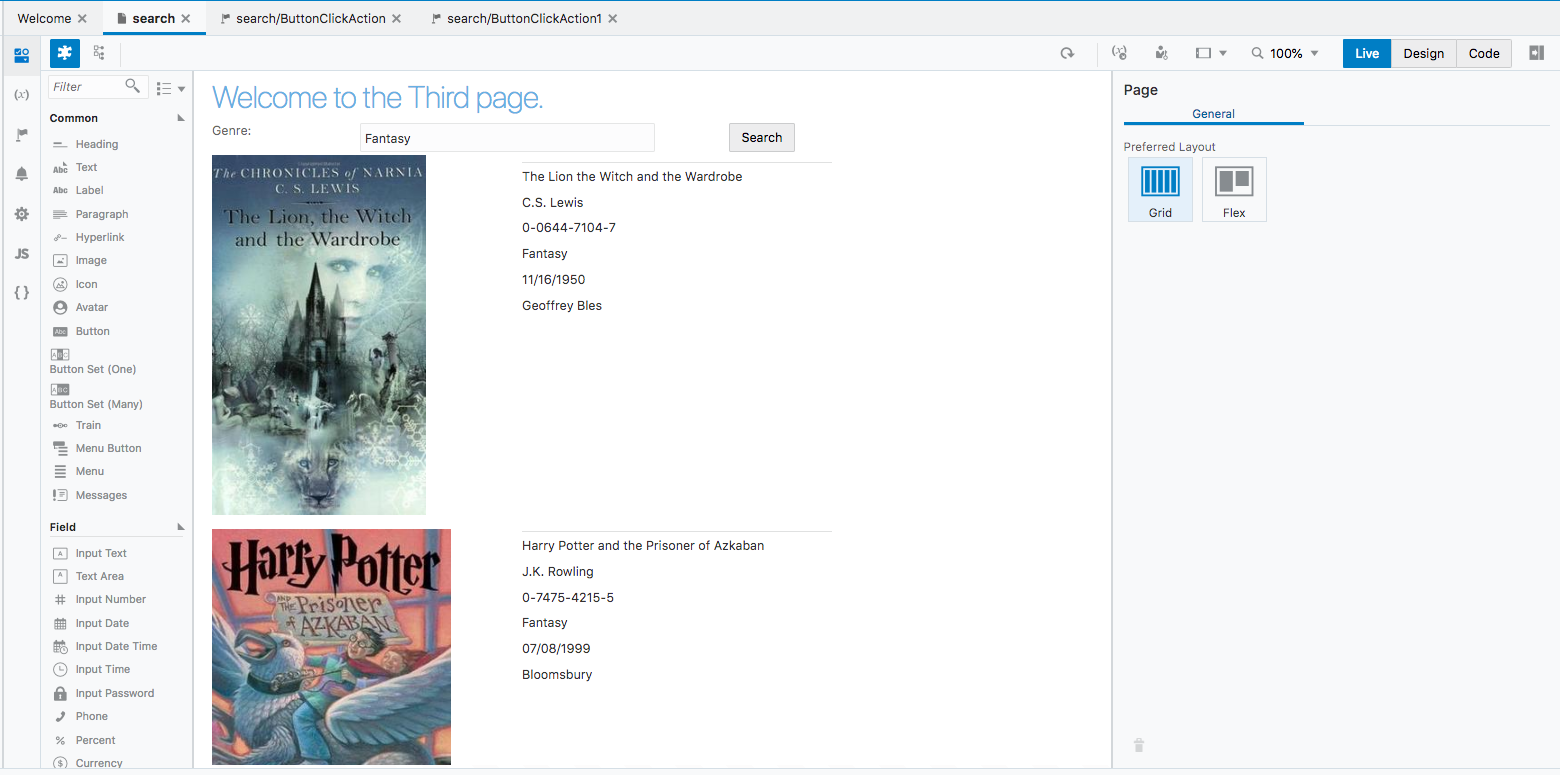 Welcome
search
search/ButtonClickAction
search/ButtonClickAction1
100%
Live
Design
Code
Filter
(x)
JS
{ }
Common
Heading
Abc Text
Abc Label
Paragraph
Hyperlink
Image
Icon
Avatar
Abc Button
ABC
Button Set (One)
ABC
Button Set (Many)
Train
Menu Button
Menu
Messages
Field
A Input Text
A Text Area
Input Number
Input Date
Input Date Time
Input Time
Input Password
Phone
% Percent
$ Currency
Welcome to the Third page.
Genre:
Fantasy
Search
The CHRONICLES of NARNIA
C. S. LEWIS
The Lion, the Witch
and the Wardrobe
The Lion the Witch and the Wardrobe
C.S. Lewis
0-0644-7104-7
Fantasy
11/16/1950
Geoffrey Bles
Harry Potter
AND THE Prisoner
of AZKABAN
Harry Potter and the Prisoner of Azkaban
J.K. Rowling
0-7475-4215-5
Fantasy
07/08/1999
Bloomsbury
Page
General
Preferred Layout
Grid
Flex